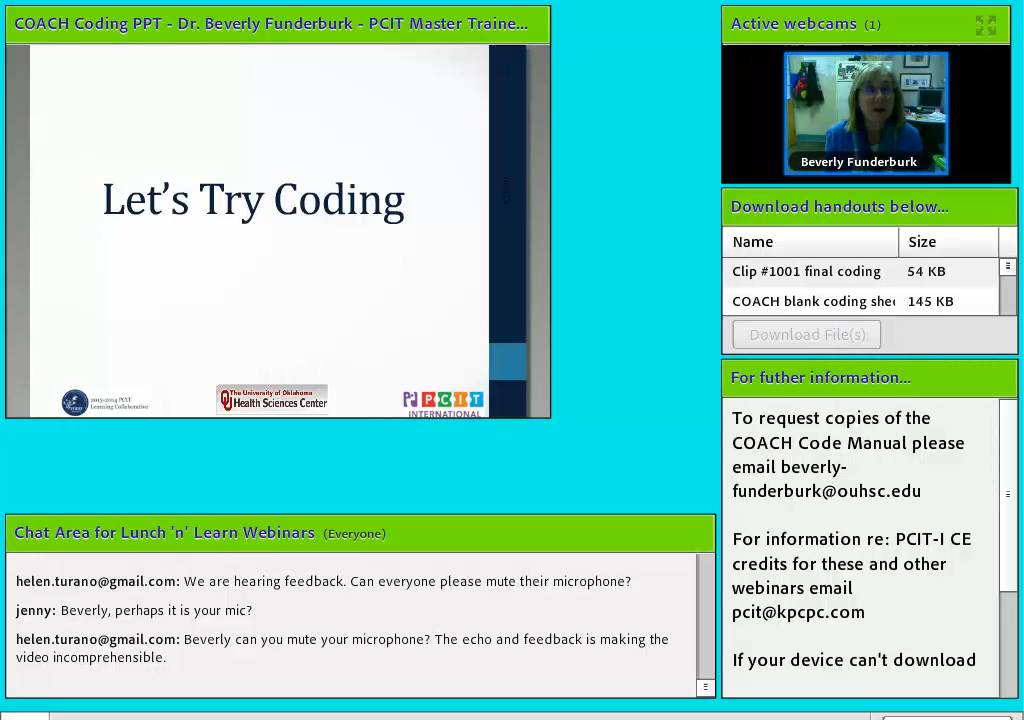 COACH Coding PPT - Dr. Beverly Funderburk - PCIT Master Traine...
Let's Try Coding
2013-2014 PCIT
Learning Collaborative
The University of Oklahoma
Health Sciences Center
PCIT
INTERNATIONAL
Active webcams (1)
Beverly Funderburk
Download handouts below...
Name Size
Clip #1001 final coding 54 KB
COACH blank coding shee 145 KB
Download File(s)
For futher information...
To request copies of the
COACH Code Manual please
email beverly-
funderburk@ouhsc.edu
For information re: PCIT-I CE
credits for these and other
webinars email
pcit@kpcpc.com
If your device can't download
Chat Area for Lunch 'n' Learn Webinars (Everyone)
helen.turano@gmail.com: We are hearing feedback. Can everyone please mute their microphone?
jenny: Beverly, perhaps it is your mic?
helen.turano@gmail.com: Beverly can you mute your microphone? The echo and feedback is making the
video incomprehensible.